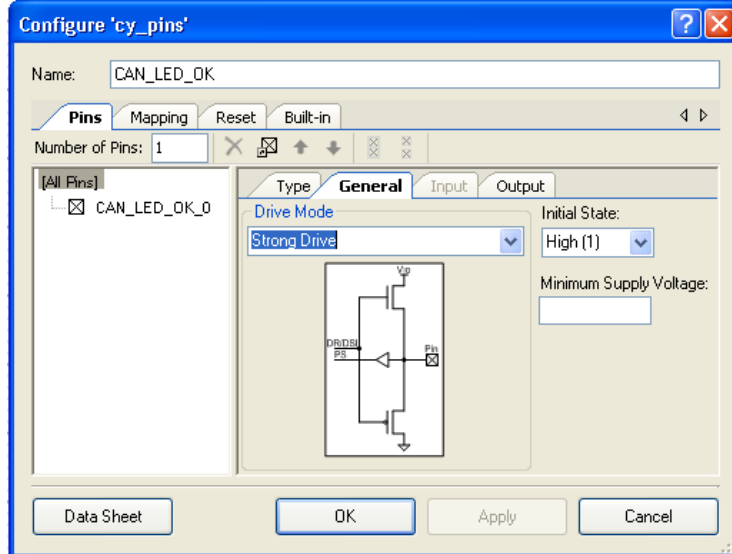 Configure 'cy_pins'
Name: CAN_LED_OK
Pins Mapping Reset Built-in
Number of Pins: 1
[All Pins]
CAN_LED_OK_0
Type General Input Output
Drive Mode
Strong Drive
Initial State:
High (1)
Minimum Supply Voltage:
Vio
DR/DSI
PS
Pin
Data Sheet OK Apply Cancel